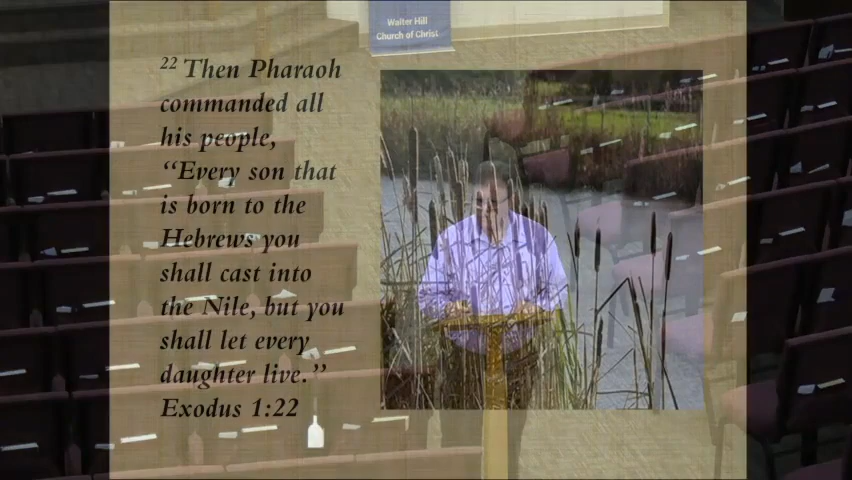 Walter Hill
Church of Christ
22 Then Pharaoh
commanded all
his people,
“Every son that
is born to the
Hebrews you
shall cast into
the Nile, but you
shall let every
daughter live.”
Exodus 1:22